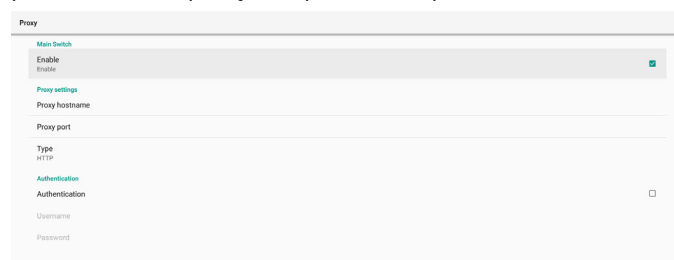 Proxy
Main Switch
Enable
Enable
Proxy settings
Proxy hostname
Proxy port
Type
HTTP
Authentication
Authentication
Username
Password